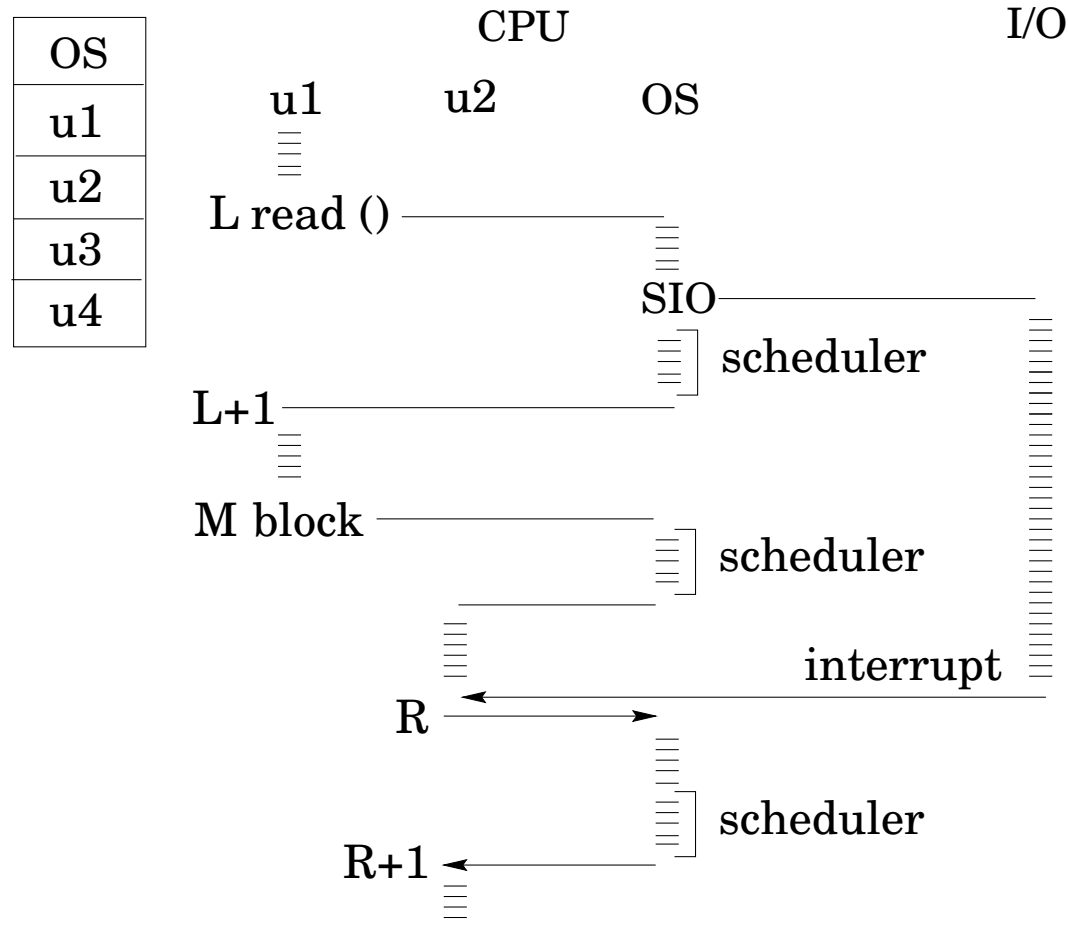 OS
u1
u2
u3
u4
CPU
I/O
u1 u2 OS
L read ()
SIO
scheduler
L+1
M block
scheduler
interrupt
R
scheduler
R+1